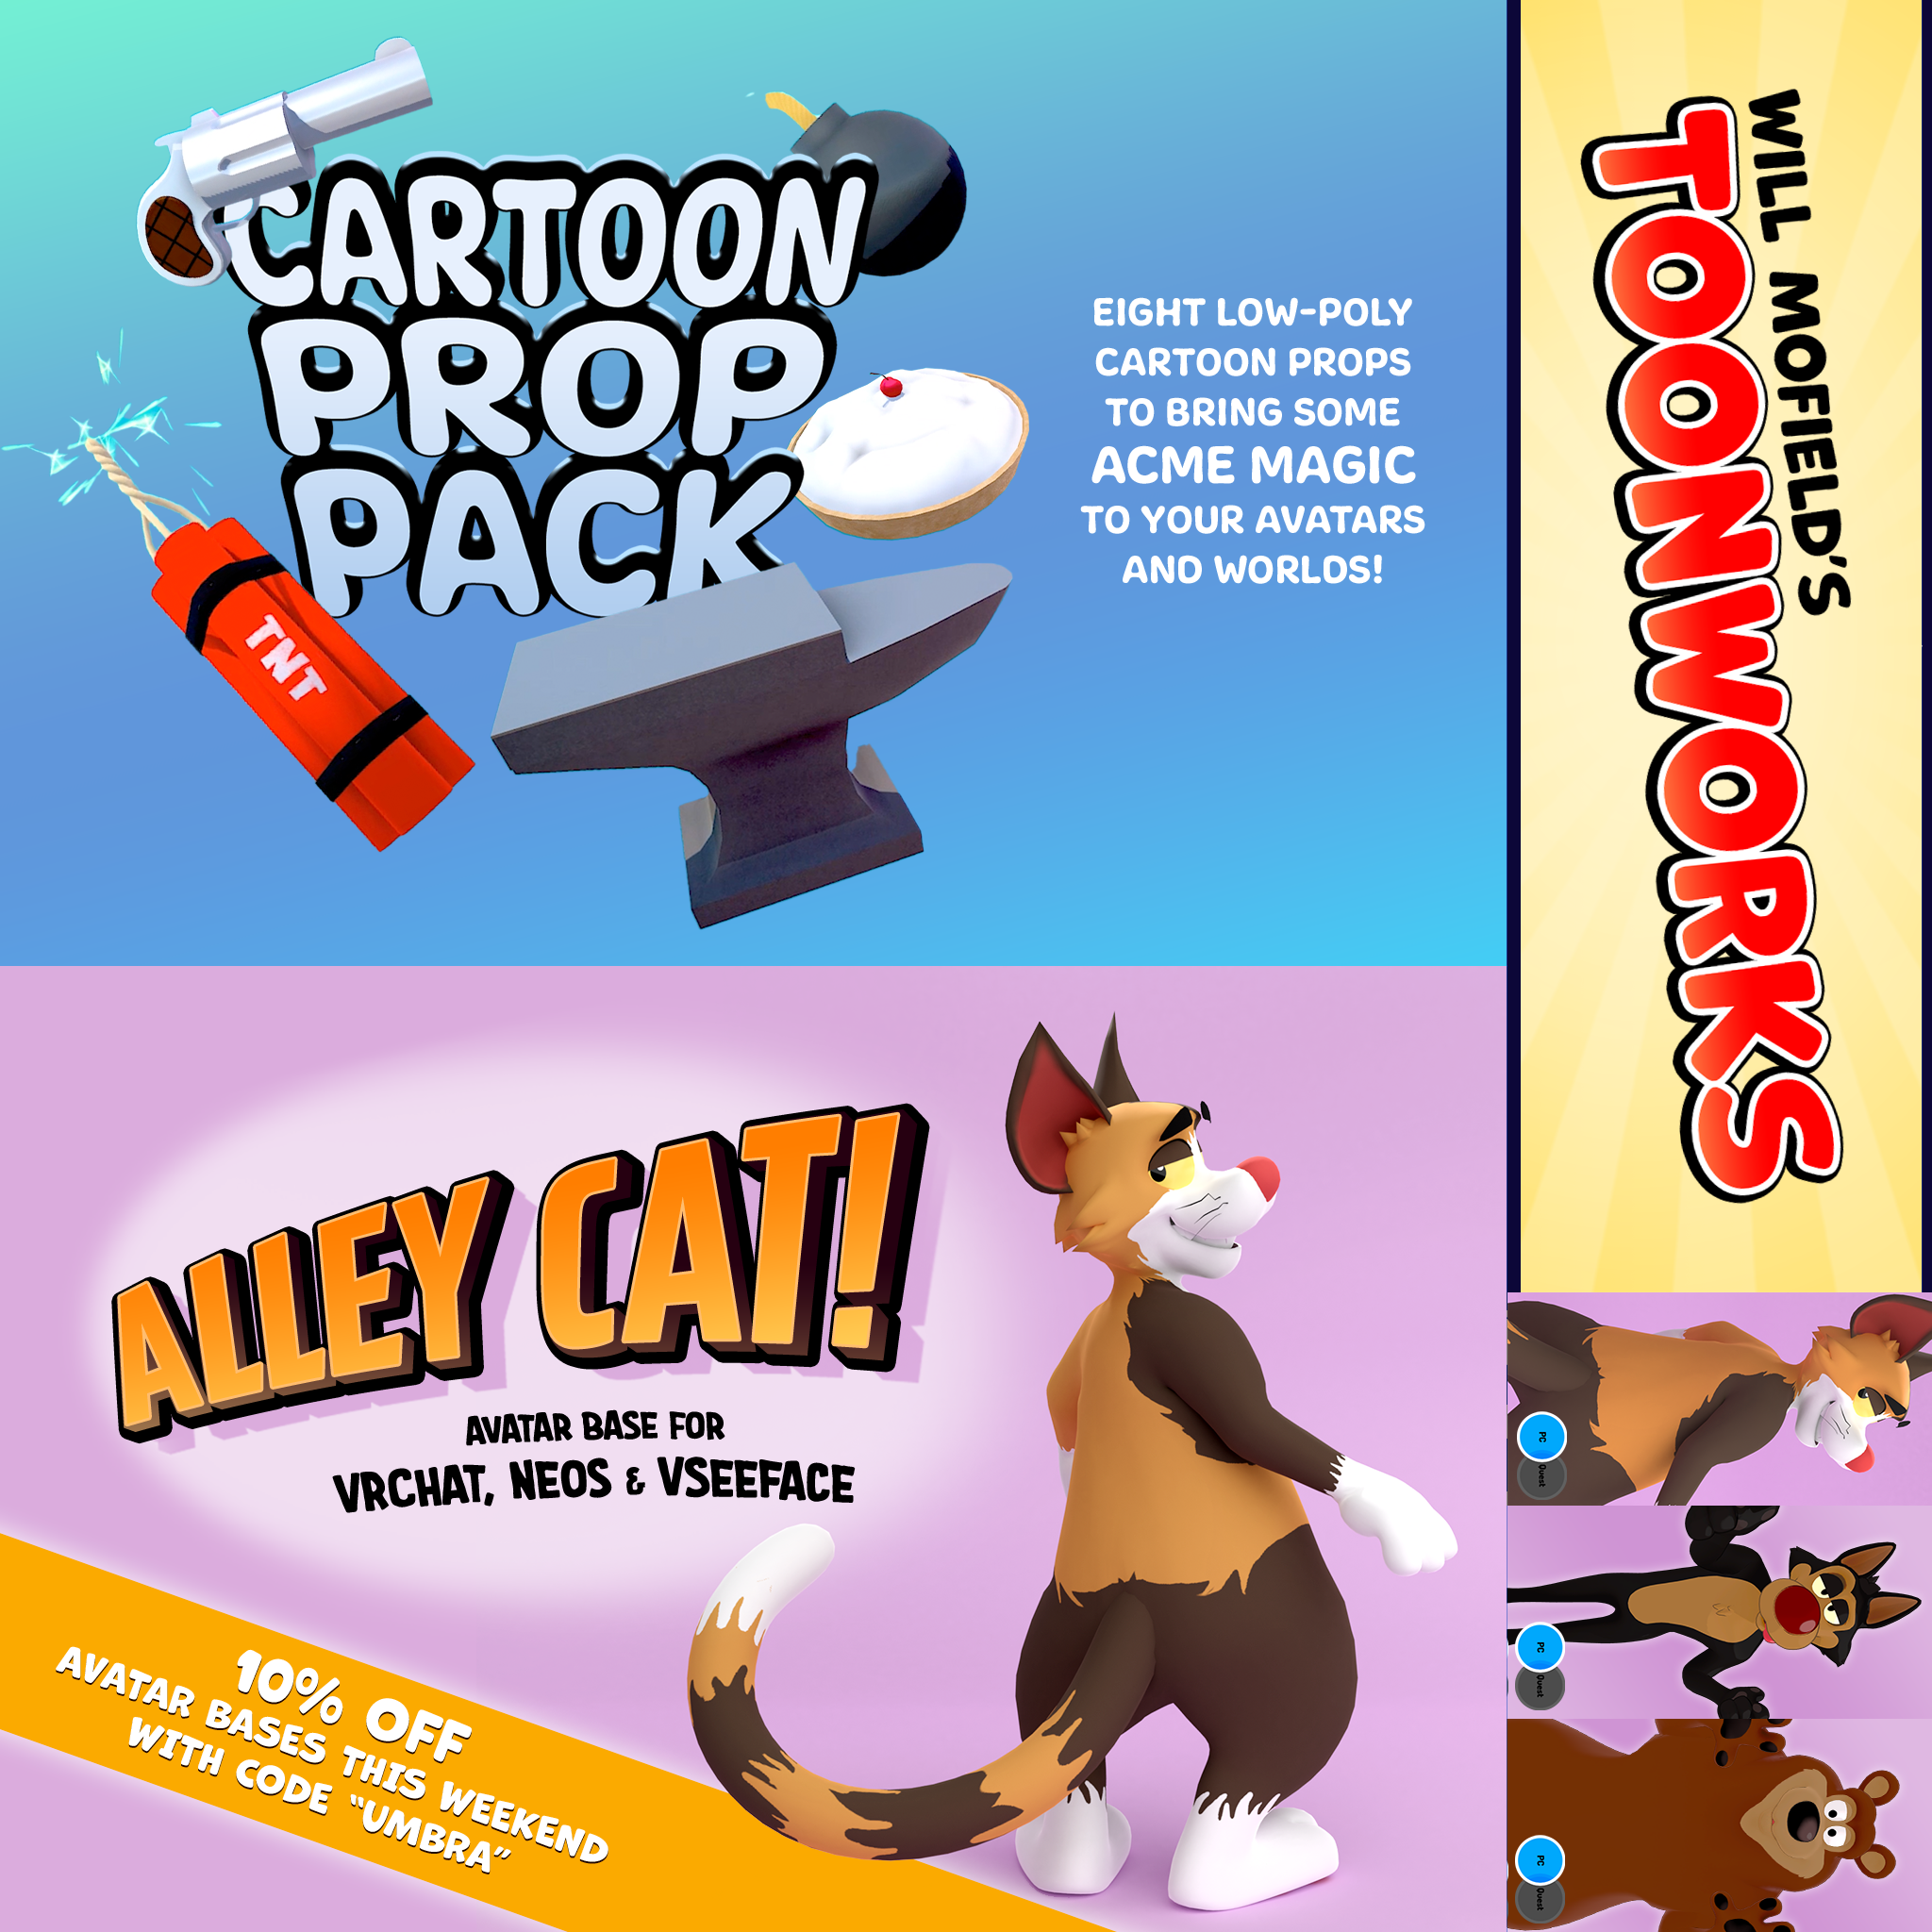 CARTOON
PROP
PACK
TNT
EIGHT LOW-POLY
CARTOON PROPS
TO BRING SOME
ACME MAGIC
TO YOUR AVATARS
AND WORLDS!
WILL MOFIELD'S
TOONWORKS
ALLEY CAT!
AVATAR BASE FOR
VRCHAT, NEOS & VSEEFACE
10% OFF
AVATAR BASES THIS WEEKEND
WITH CODE "UMBRA"
PC
Quest
PC
Quest
PC
Quest